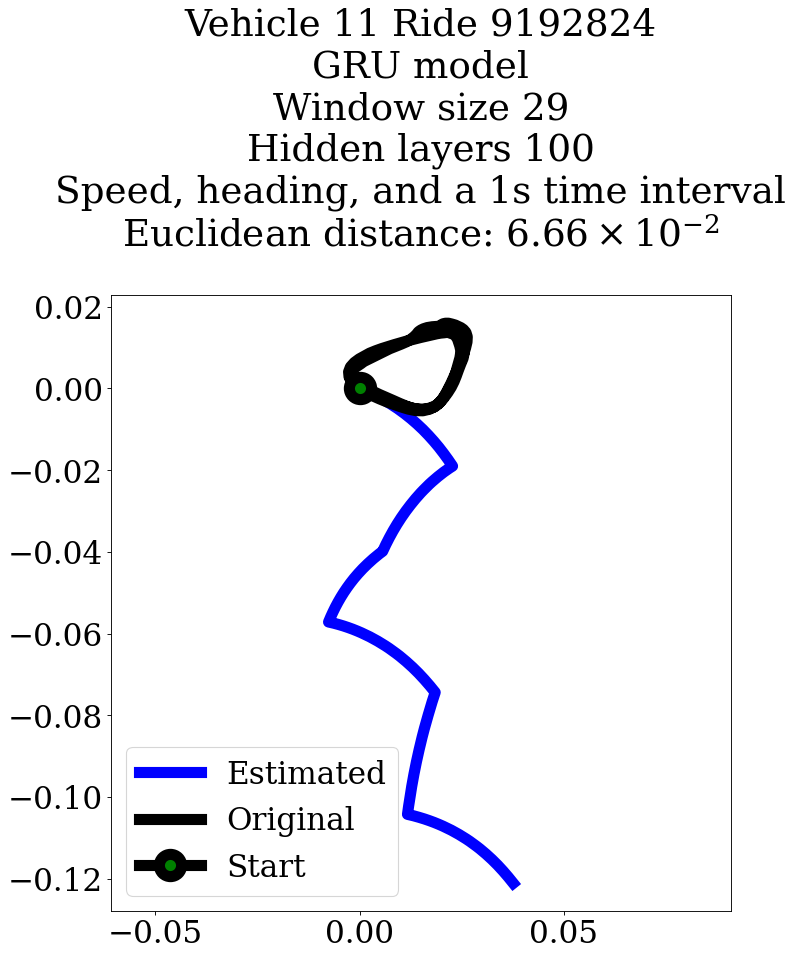 Vehicle 11 Ride 9192824
GRU model
Window size 29
Hidden layers 100
Speed, heading, and a 1s time interval
Euclidean distance: 6.66 × 10⁻²
0.02
0.00
−0.02
−0.04
−0.06
−0.08
−0.10
−0.12
Estimated
Original
Start
−0.05
0.00
0.05